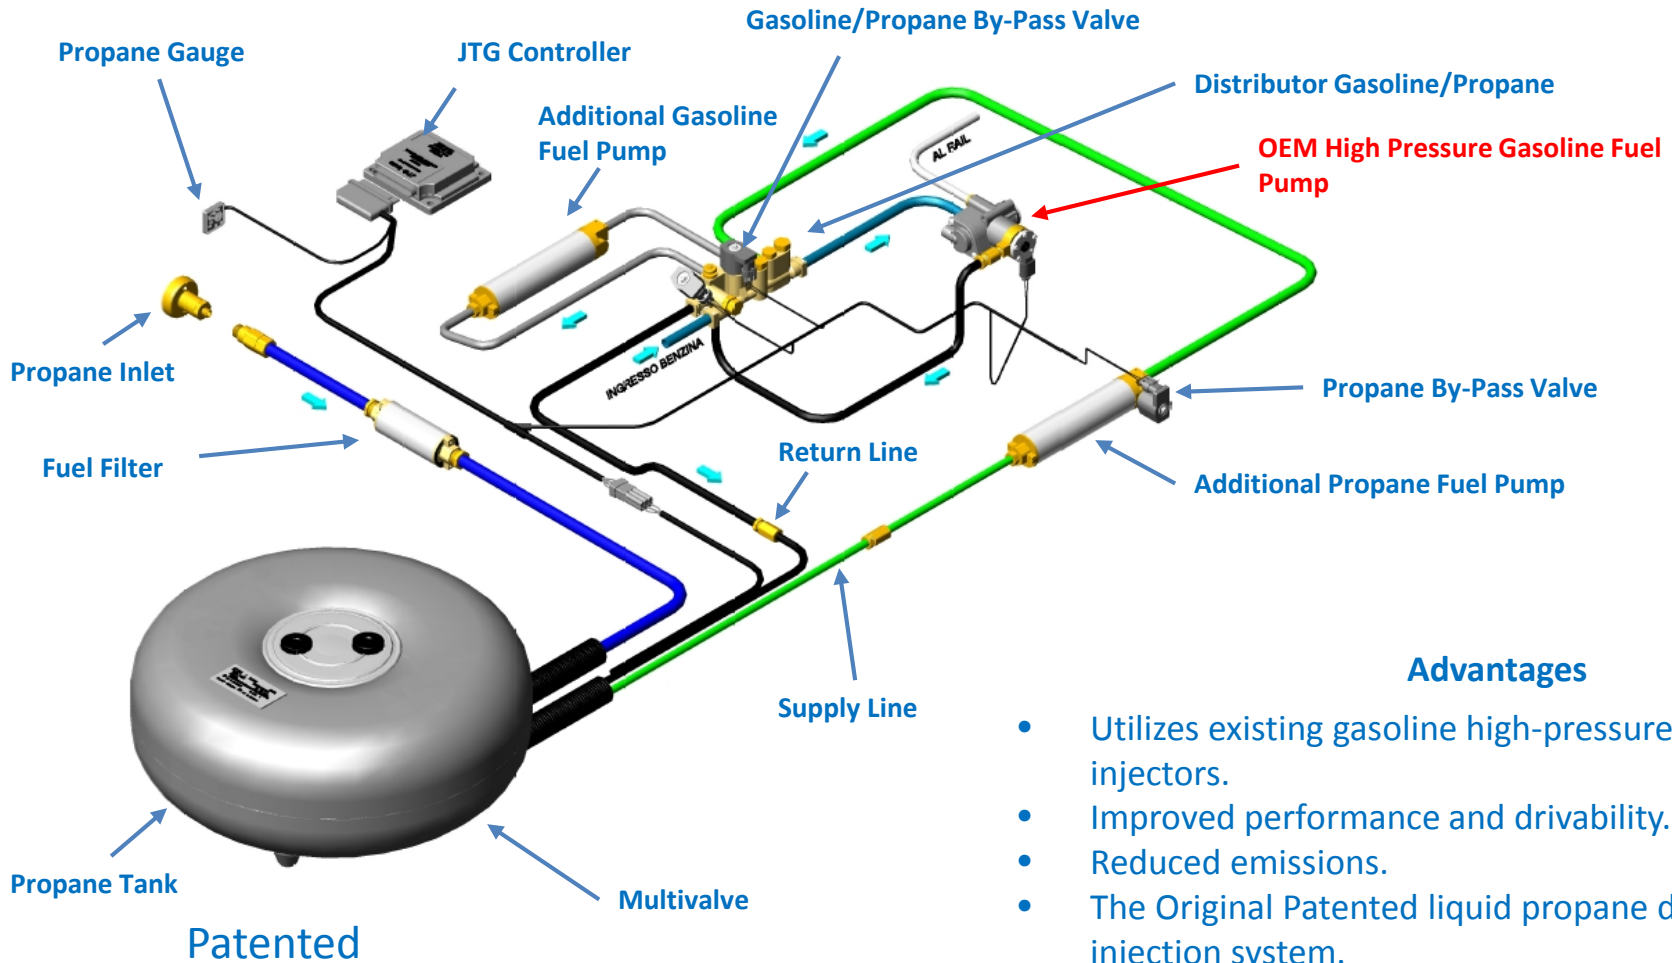 Gasoline/Propane By-Pass Valve
Propane Gauge
JTG Controller
Distributor Gasoline/Propane
Additional Gasoline
Fuel Pump
AL RAIL
OEM High Pressure Gasoline Fuel
Pump
Propane Inlet
INGRESSO BENZINA
Propane By-Pass Valve
Fuel Filter
Return Line
Additional Propane Fuel Pump
Supply Line
Propane Tank
Multivalve
Patented
Advantages
• Utilizes existing gasoline high-pressure
injectors.
• Improved performance and drivability.
• Reduced emissions.
• The Original Patented liquid propane d
injection system.